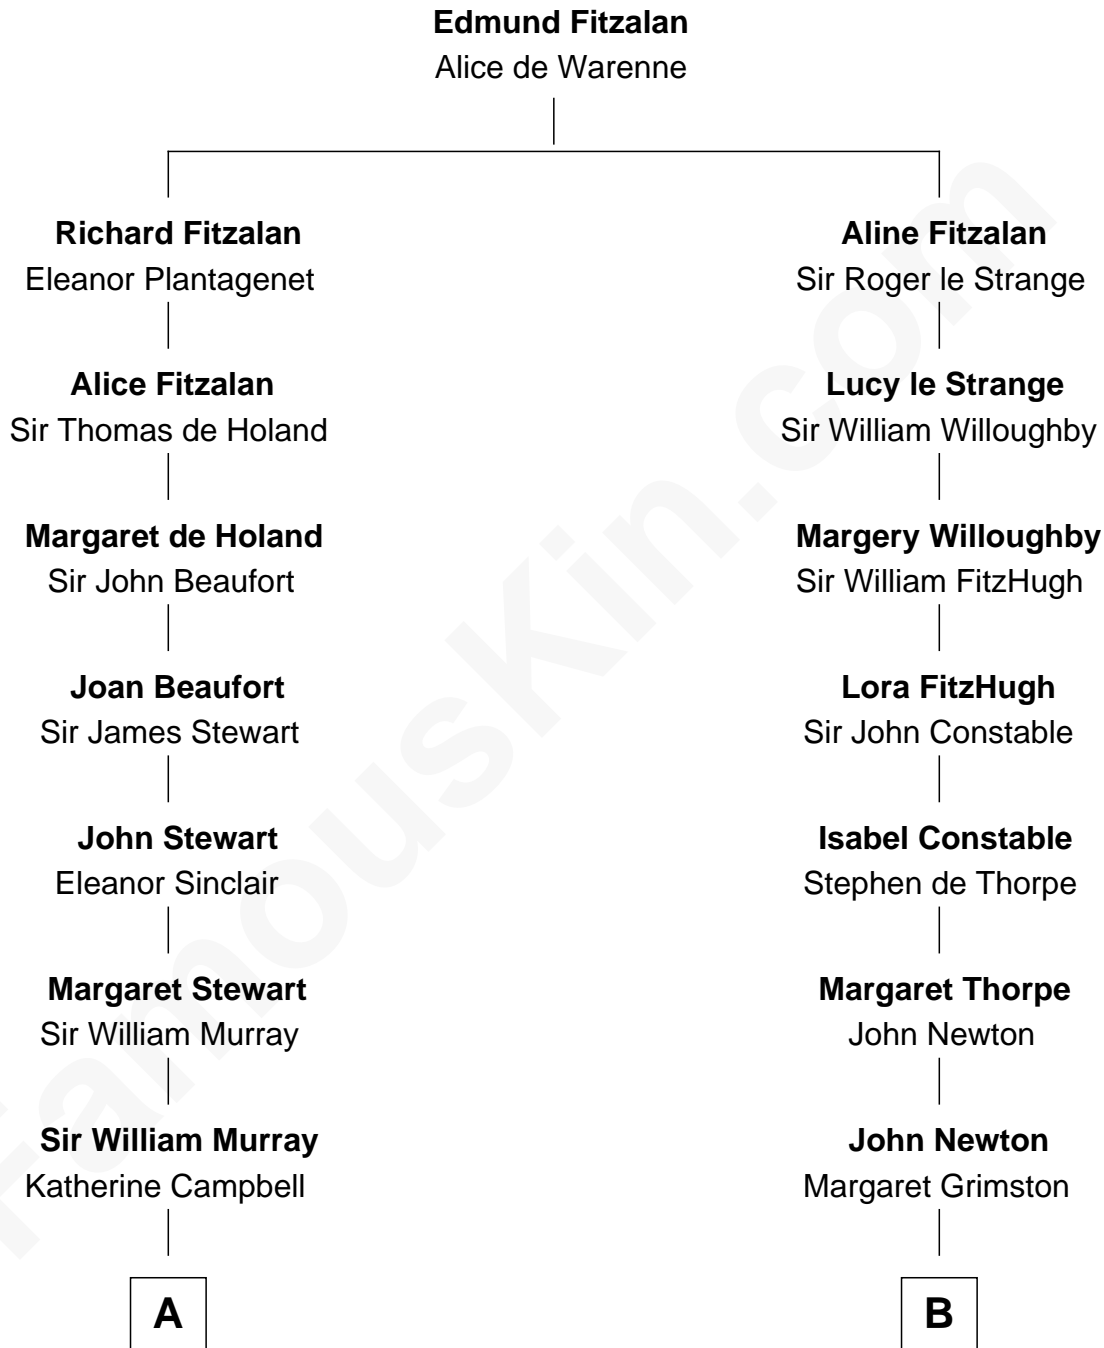 Edmund Fitzalan
Alice de Warenne
Richard Fitzalan
Eleanor Plantagenet
Aline Fitzalan
Sir Roger le Strange
Alice Fitzalan
Sir Thomas de Holand
Lucy le Strange
Sir William Willoughby
Margaret de Holand
Sir John Beaufort
Margery Willoughby
Sir William FitzHugh
Joan Beaufort
Sir James Stewart
Lora FitzHugh
Sir John Constable
John Stewart
Eleanor Sinclair
Isabel Constable
Stephen de Thorpe
Margaret Stewart
Sir William Murray
Margaret Thorpe
John Newton
Sir William Murray
Katherine Campbell
John Newton
Margaret Grimston
A
B
FamousKin.com